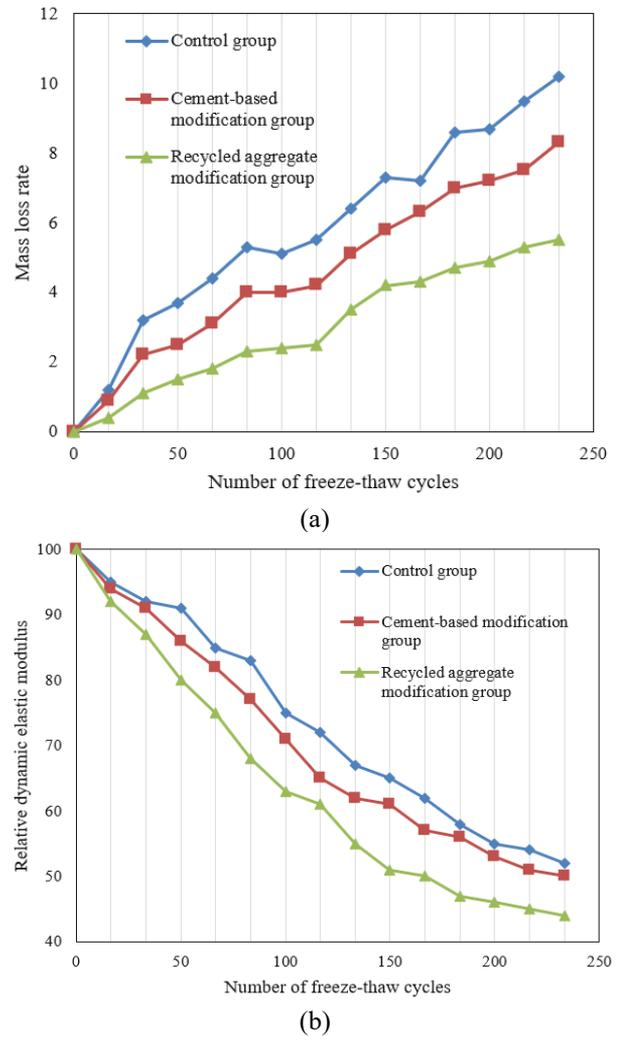 12
10
8
6
4
2
0
Mass loss rate
Control group
Cement-based
modification group
Recycled aggregate
modification group
0 50 100 150 200 250
Number of freeze-thaw cycles
(a)
100
90
80
70
60
50
40
Relative dynamic elastic modulus
Control group
Cement-based modification
group
Recycled aggregate
modification group
0 50 100 150 200 250
Number of freeze-thaw cycles
(b)